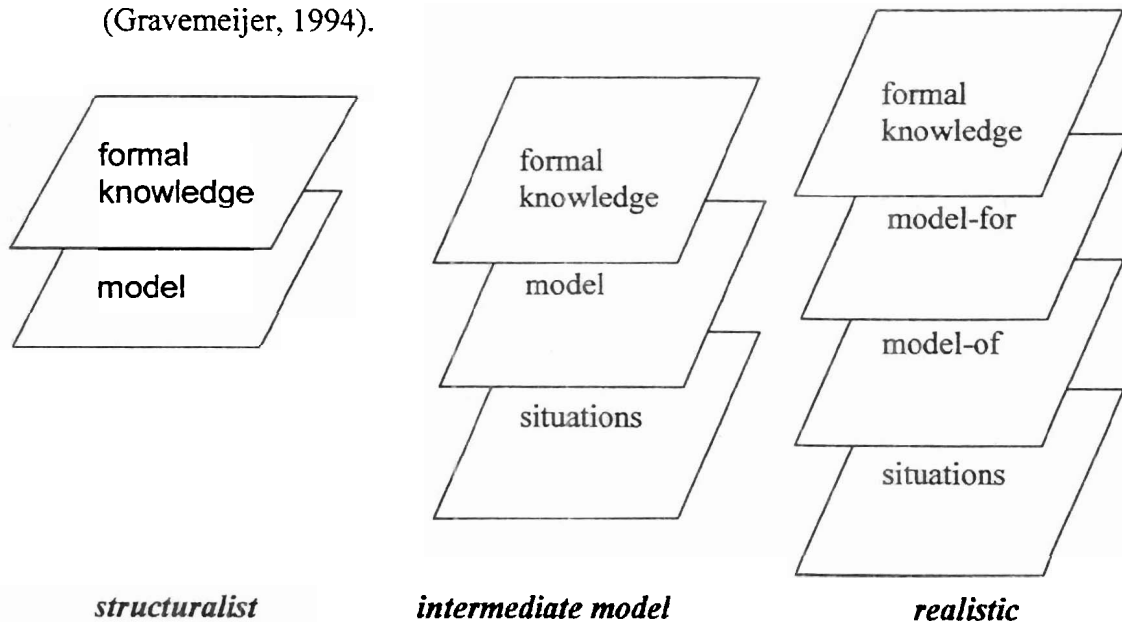 (Gravemeijer, 1994).
formal
knowledge
model
structuralist
formal
knowledge
model
situations
intermediate model
formal
knowledge
model-for
model-of
situations
realistic